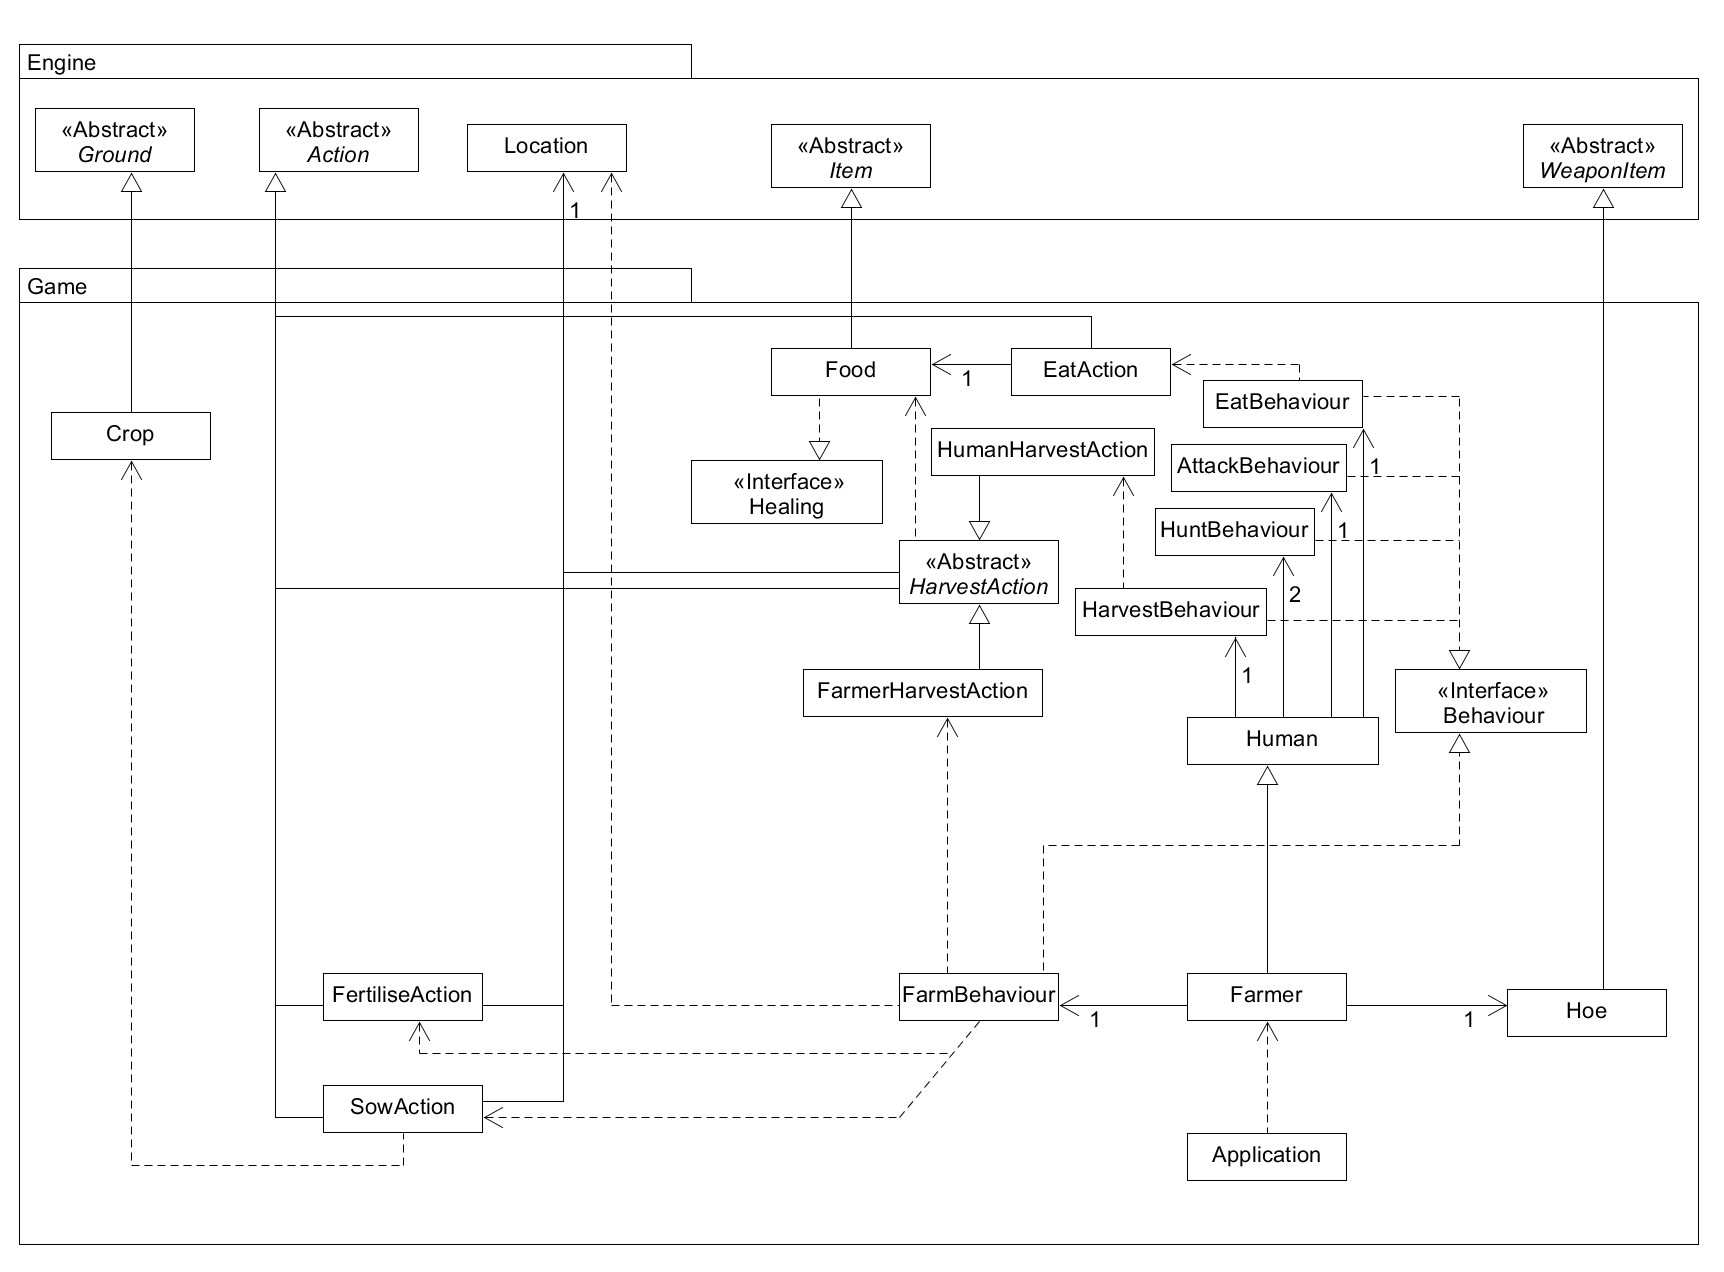 Engine
«Abstract»
Ground
«Abstract»
Action
Location
«Abstract»
Item
«Abstract»
WeaponItem
1
Game
Food
1
EatAction
EatBehaviour
Crop
HumanHarvestAction
AttackBehaviour
1
«Interface»
Healing
HuntBehaviour
1
«Abstract»
HarvestAction
HarvestBehaviour
2
1
FarmerHarvestAction
«Interface»
Behaviour
Human
FertiliseAction
FarmBehaviour
1
Farmer
1
Hoe
SowAction
Application